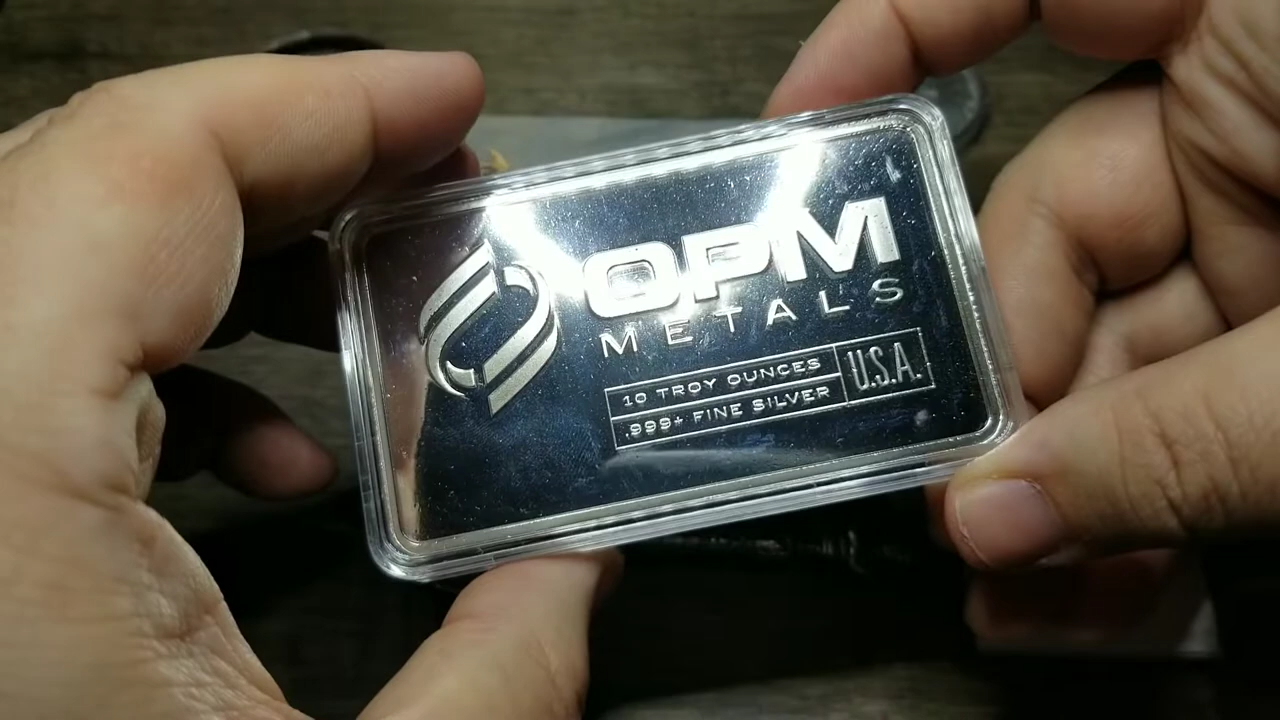 OPM
METALS
10 TROY OUNCES
.999+ FINE SILVER
U.S.A.